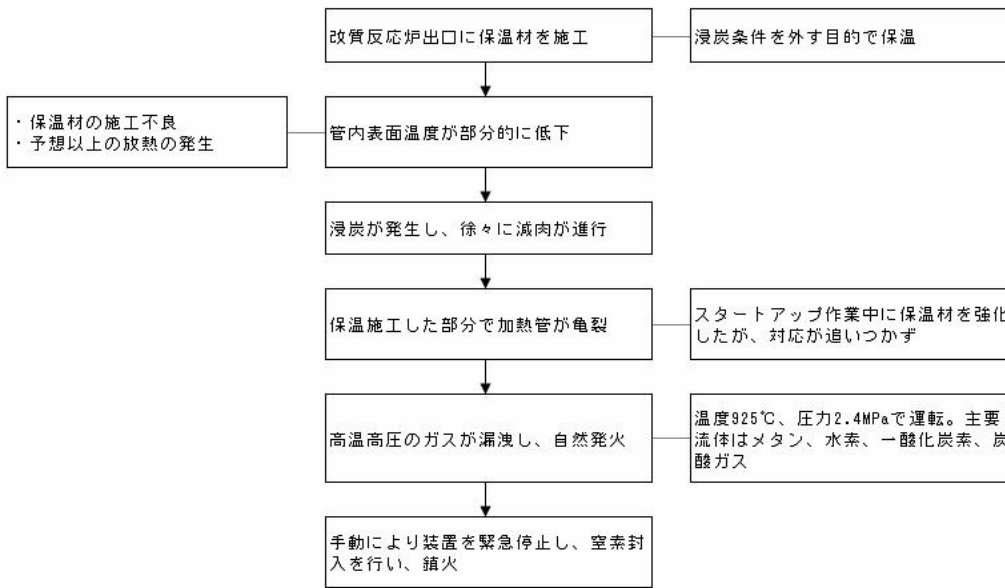 改質反応炉出口に保温材を施工
浸炭条件を外す目的で保温
・保温材の施工不良
・予想以上の放熱の発生
管内表面温度が部分的に低下
浸炭が発生し、徐々に減肉が進行
保温施工した部分で加熱管が亀裂
スタートアップ作業中に保温材を強化
したが、対応が追いつかず
高温高圧のガスが漏洩し、自然発火
温度925℃、圧力2.4MPaで運転。主要
流体はメタン、水素、一酸化炭素、炭
酸ガス
手動により装置を緊急停止し、窒素封
入を行い、鎮火